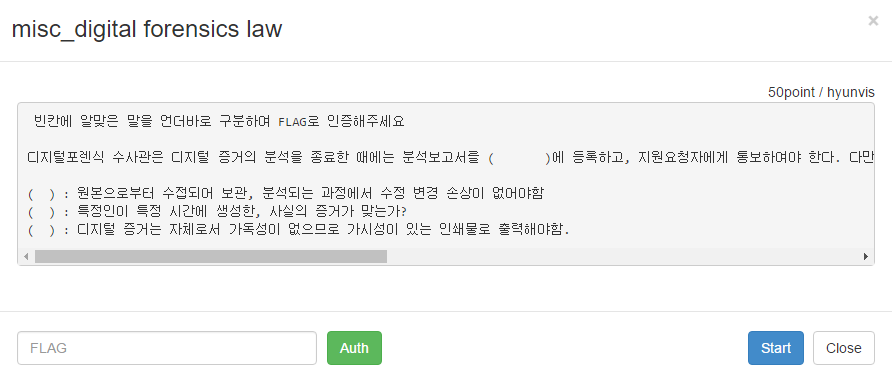 misc_digital forensics law
×
50point / hyunvis
빈칸에 알맞은 말을 언더바로 구분하여 FLAG로 인증해주세요
디지털포렌식 수사관은 디지털 증거의 분석을 종료한 때에는 분석보고서를 ( )에 등록하고, 지원요청자에게 통보하여야 한다. 다만
( ) : 원본으로부터 수집되어 보관, 분석되는 과정에서 수정 변경 손상이 없어야함
( ) : 특정인이 특정 시간에 생성한, 사실의 증거가 맞는가?
( ) : 디지털 증거는 자체로서 가독성이 없으므로 가시성이 있는 인쇄물로 출력해야함.
FLAG
Auth
Start
Close